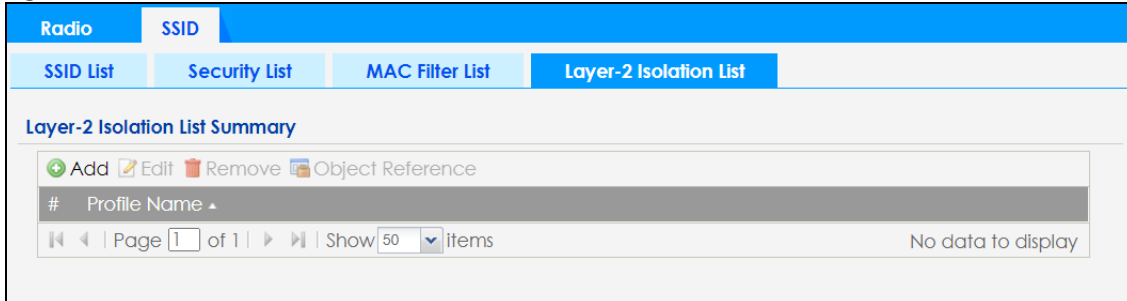 Radio SSID
SSID List Security List MAC Filter List Layer-2 Isolation List
Layer-2 Isolation List Summary
Add Edit Remove Object Reference
# Profile Name
Page 1 of 1 Show 50 items No data to display